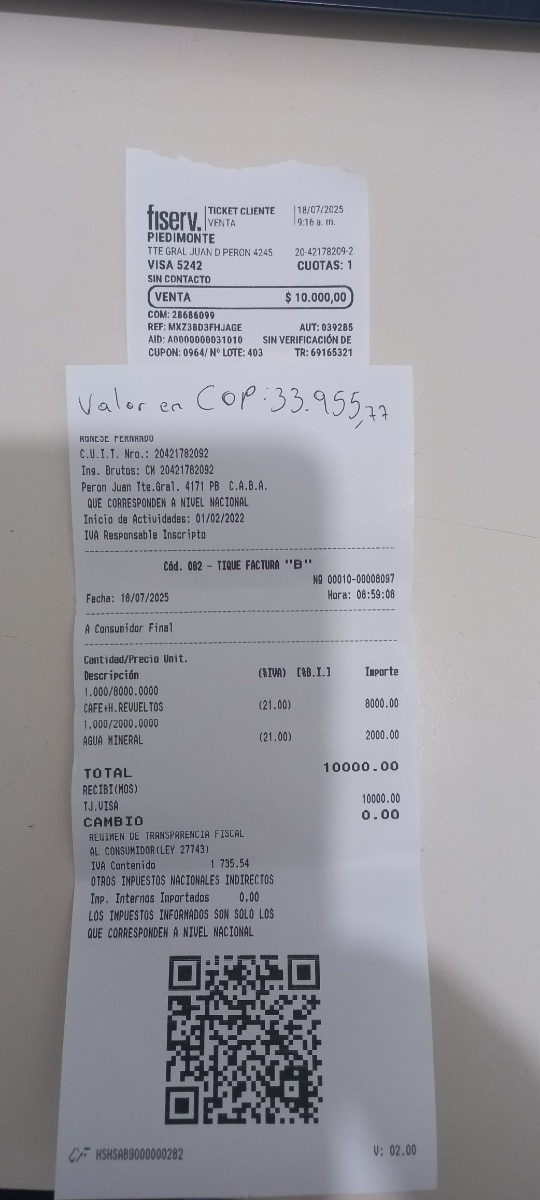 fiserv. TICKET CLIENTE 18/07/2025
VENTA 9:16 a. m.
PIEDIMONTE
TTE GRAL JUAN D PERON 4245 20-42178209-2
VISA 5242 CUOTAS: 1
SIN CONTACTO
VENTA $ 10.000,00
COM: 28686099
REF: MXZ38D3FHJAGE AUT: 039285
AID: A0000000031010 SIN VERIFICACIÓN DE
CUPON: 0964/ Nº LOTE: 403 TR: 69165321
Valor en COP: 33.955,77
AGNESE FERNANDO
C.U.I.T. Nro.: 20421782092
Ing. Brutos: CM 20421782092
Peron Juan Tte.Gral. 4171 PB C.A.B.A.
QUE CORRESPONDEN A NIVEL NACIONAL
Inicio de Actividades: 01/02/2022
IVA Responsable Inscripto
Cód. 082 - TIQUE FACTURA "B"
Nº 00010-00008097
Fecha: 18/07/2025 Hora: 08:59:08
A Consumidor Final
Cantidad/Precio Unit.
Descripción (%IVA) [%B.I.] Importe
1.000/8000.0000
CAFE+H.REVUELTOS (21.00) 8000.00
1.000/2000.0000
AGUA MINERAL (21.00) 2000.00
TOTAL 10000.00
RECIBI(MOS)
TJ.VISA 10000.00
CAMBIO 0.00
REGIMEN DE TRANSPARENCIA FISCAL
AL CONSUMIDOR(LEY 27743)
IVA Contenido 1 735.54
OTROS IMPUESTOS NACIONALES INDIRECTOS
Imp. Internos Importados 0.00
LOS IMPUESTOS INFORMADOS SON SOLO LOS
QUE CORRESPONDEN A NIVEL NACIONAL
CF HSHSAB9000000282 V: 02.00